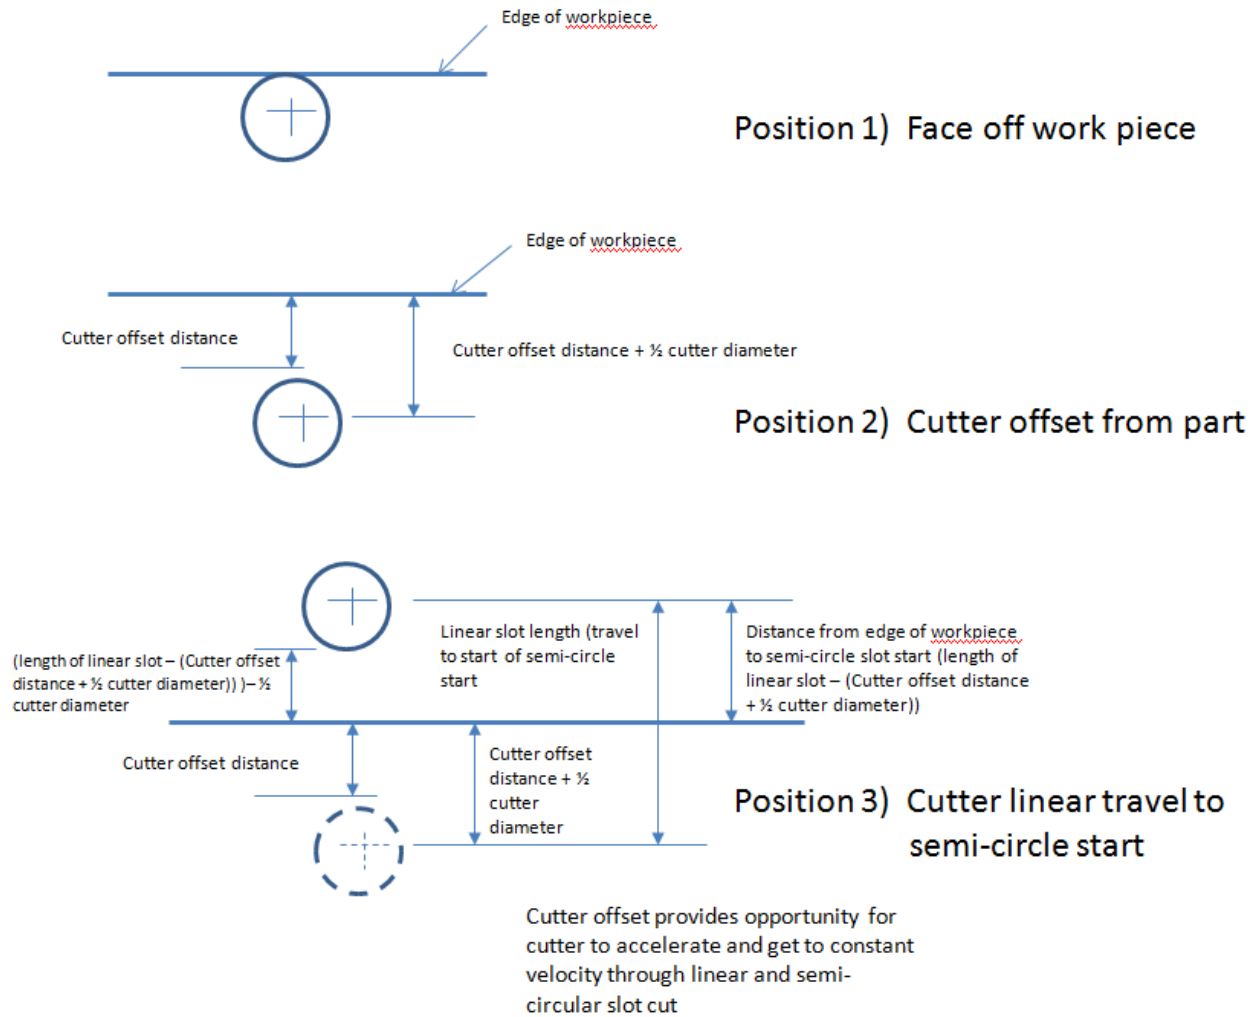 Edge of workpiece
Position 1)  Face off work piece
Edge of workpiece
Cutter offset distance
Cutter offset distance + ½ cutter diameter
Position 2)  Cutter offset from part
(length of linear slot – (Cutter offset
distance + ½ cutter diameter)) )– ½
cutter diameter
Linear slot length (travel
to start of semi-circle
start
Distance from edge of workpiece
to semi-circle slot start (length of
linear slot – (Cutter offset distance
+ ½ cutter diameter))
Cutter offset distance
Cutter offset
distance + ½
cutter
diameter
Position 3)  Cutter linear travel to
semi-circle start
Cutter offset provides opportunity for
cutter to accelerate and get to constant
velocity through linear and semi-
circular slot cut